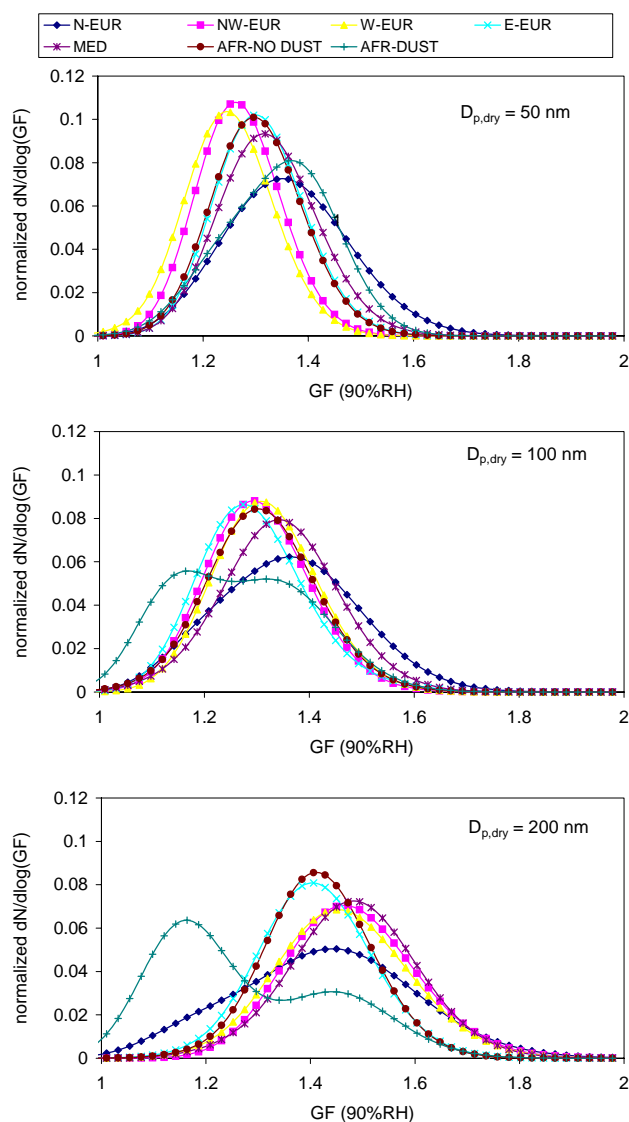 N-EUR NW-EUR W-EUR E-EUR
MED AFR-NO DUST AFR-DUST
0.12
0.1
0.08
0.06
0.04
0.02
0
normalized dN/dlog(GF)
Dp,dry = 50 nm
1 1.2 1.4 1.6 1.8 2
GF (90%RH)
0.12
0.1
0.08
0.06
0.04
0.02
0
normalized dN/dlog(GF)
Dp,dry = 100 nm
1 1.2 1.4 1.6 1.8 2
GF (90%RH)
0.12
0.1
0.08
0.06
0.04
0.02
0
normalized dN/dlog(GF)
Dp,dry = 200 nm
1 1.2 1.4 1.6 1.8 2
GF (90%RH)